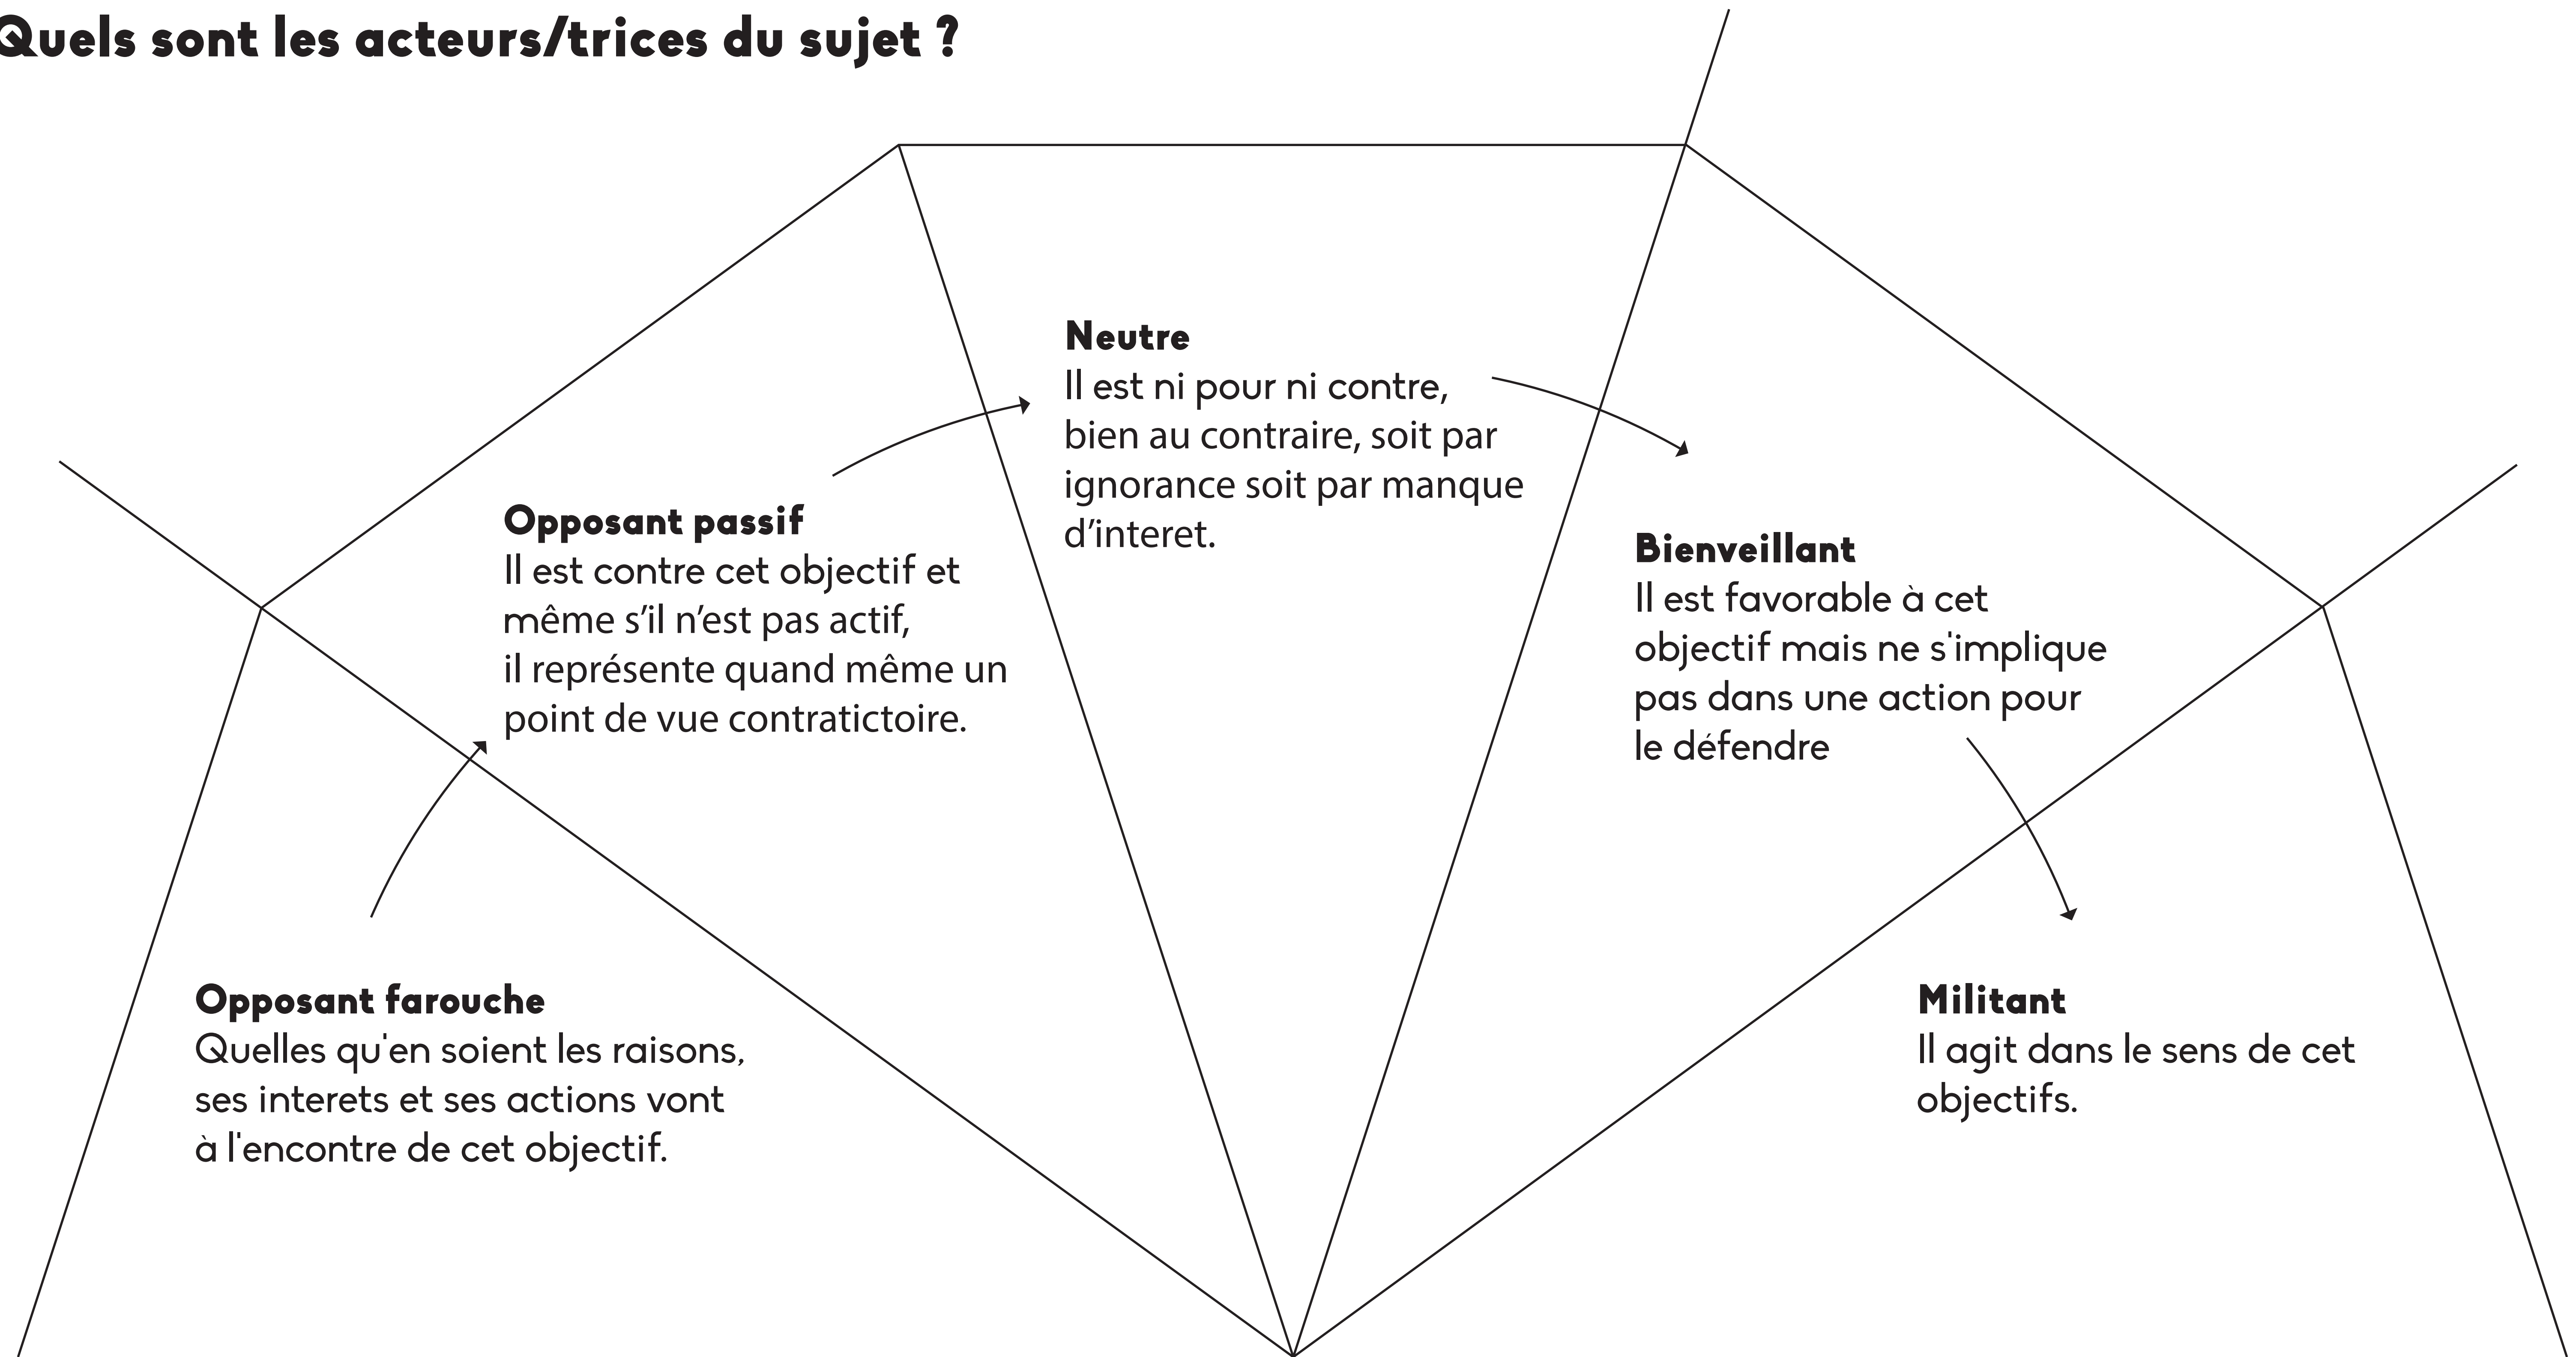 Quels sont les acteurs/trices du sujet ?
Neutre
Il est ni pour ni contre,
bien au contraire, soit par
ignorance soit par manque
d’interet.
Opposant passif
Il est contre cet objectif et
même s’il n’est pas actif,
il représente quand même un
point de vue contratictoire.
Bienveillant
Il est favorable à cet
objectif mais ne s'implique
pas dans une action pour
le défendre
Opposant farouche
Quelles qu'en soient les raisons,
ses interets et ses actions vont
à l'encontre de cet objectif.
Militant
Il agit dans le sens de cet
objectifs.